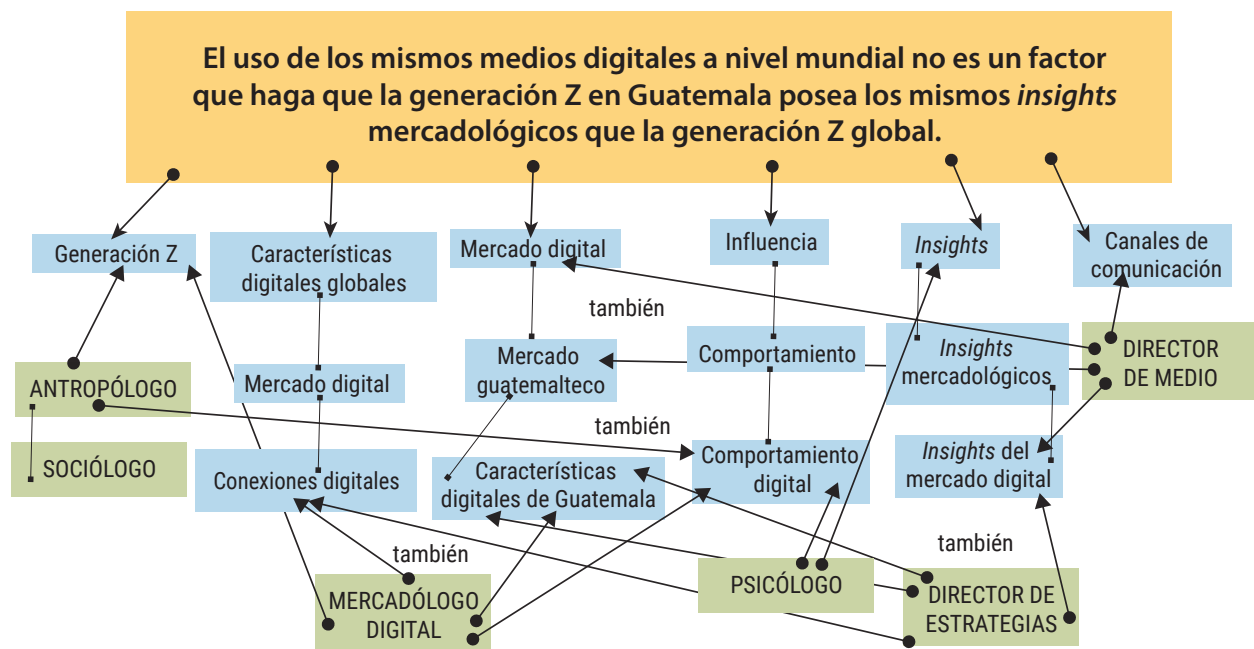 El uso de los mismos medios digitales a nivel mundial no es un factor
que haga que la generación Z en Guatemala posea los mismos insights
mercadológicos que la generación Z global.
Generación Z
Características
digitales globales
Mercado digital
Influencia
Insights
Canales de
comunicación
también
ANTROPÓLOGO
Mercado digital
Mercado
guatemalteco
Comportamiento
Insights
mercadológicos
DIRECTOR
DE MEDIO
también
SOCIÓLOGO
Conexiones digitales
Características
digitales de Guatemala
Comportamiento
digital
Insights del
mercado digital
también
también
MERCADÓLOGO
DIGITAL
PSICÓLOGO
DIRECTOR DE
ESTRATEGIAS